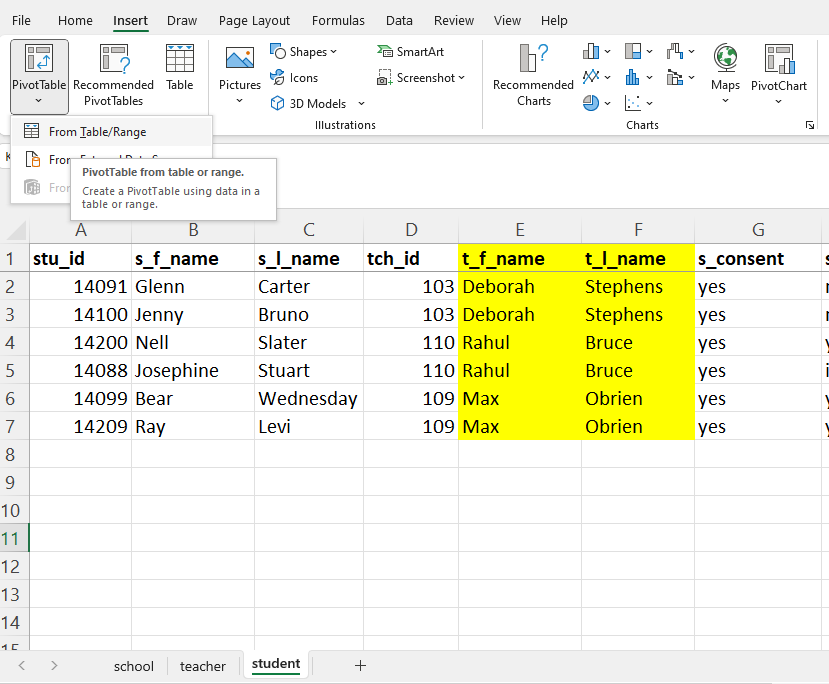 File Home Insert Draw Page Layout Formulas Data Review View Help
PivotTable Recommended PivotTables Table Pictures Shapes Icons 3D Models SmartArt Screenshot Recommended Charts Maps PivotChart
Illustrations Charts
From Table/Range
From
From
PivotTable from table or range.
Create a PivotTable using data in a
table or range.
A B C D E F G
1 stu_id s_f_name s_l_name tch_id t_f_name t_l_name s_consent
2 14091 Glenn Carter 103 Deborah Stephens yes
3 14100 Jenny Bruno 103 Deborah Stephens yes
4 14200 Nell Slater 110 Rahul Bruce yes
5 14088 Josephine Stuart 110 Rahul Bruce yes
6 14099 Bear Wednesday 109 Max Obrien yes
7 14209 Ray Levi 109 Max Obrien yes
8
9
10
11
12
13
14
15
school teacher student +